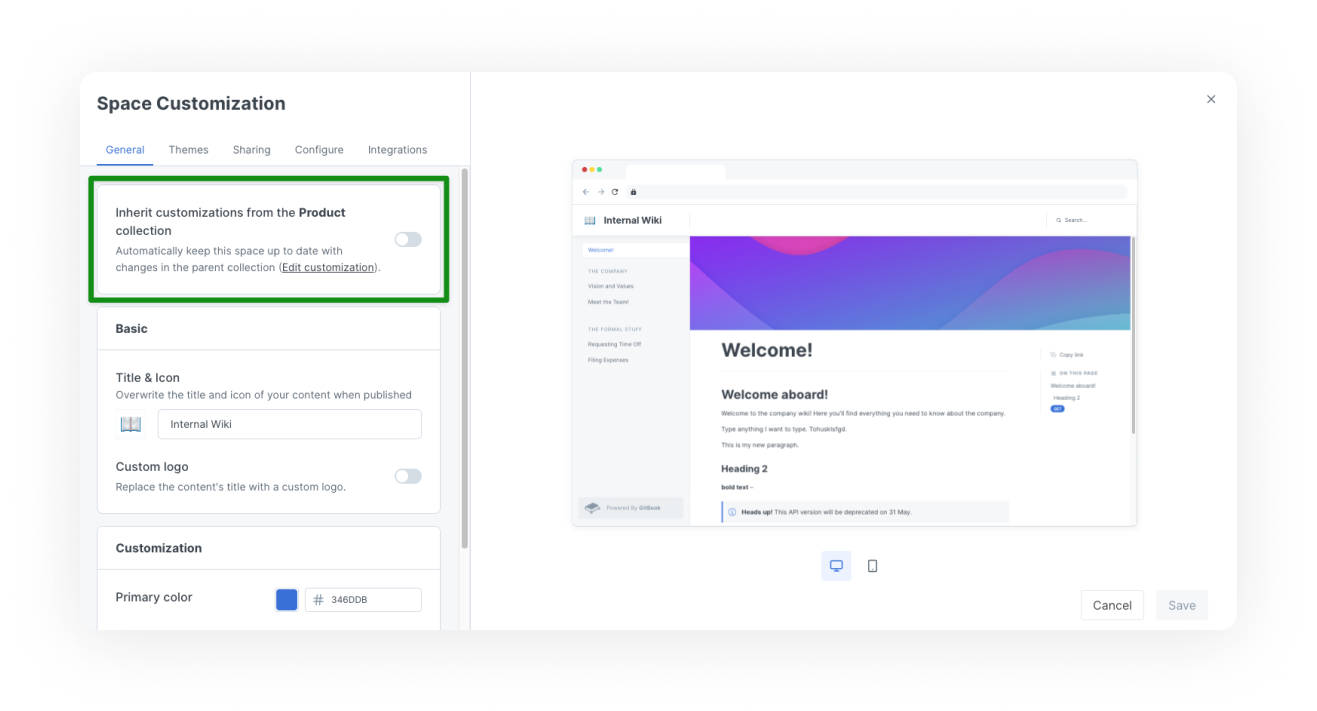 Space Customization
General Themes Sharing Configure Integrations
Inherit customizations from the Product
collection
Automatically keep this space up to date with
changes in the parent collection (Edit customization).
Basic
Title & Icon
Overwrite the title and icon of your content when published
Internal Wiki
Custom logo
Replace the content's title with a custom logo.
Customization
Primary color
# 346DDB
Internal Wiki
Search...
Welcome!
THE COMPANY
Vision and Values
Meet the Team!
THE FORMAL STUFF
Requesting Time Off
Filing Expenses
Powered By GitBook
Welcome!
Welcome aboard!
Welcome to the company wiki! Here you'll find everything you need to know about the company.
Type anything I want to type. Tohusklsfgd.
This is my new paragraph.
Heading 2
bold text –
Heads up! This API version will be deprecated on 31 May.
Copy link
ON THIS PAGE
Welcome aboard!
Heading 2
GET
Cancel
Save